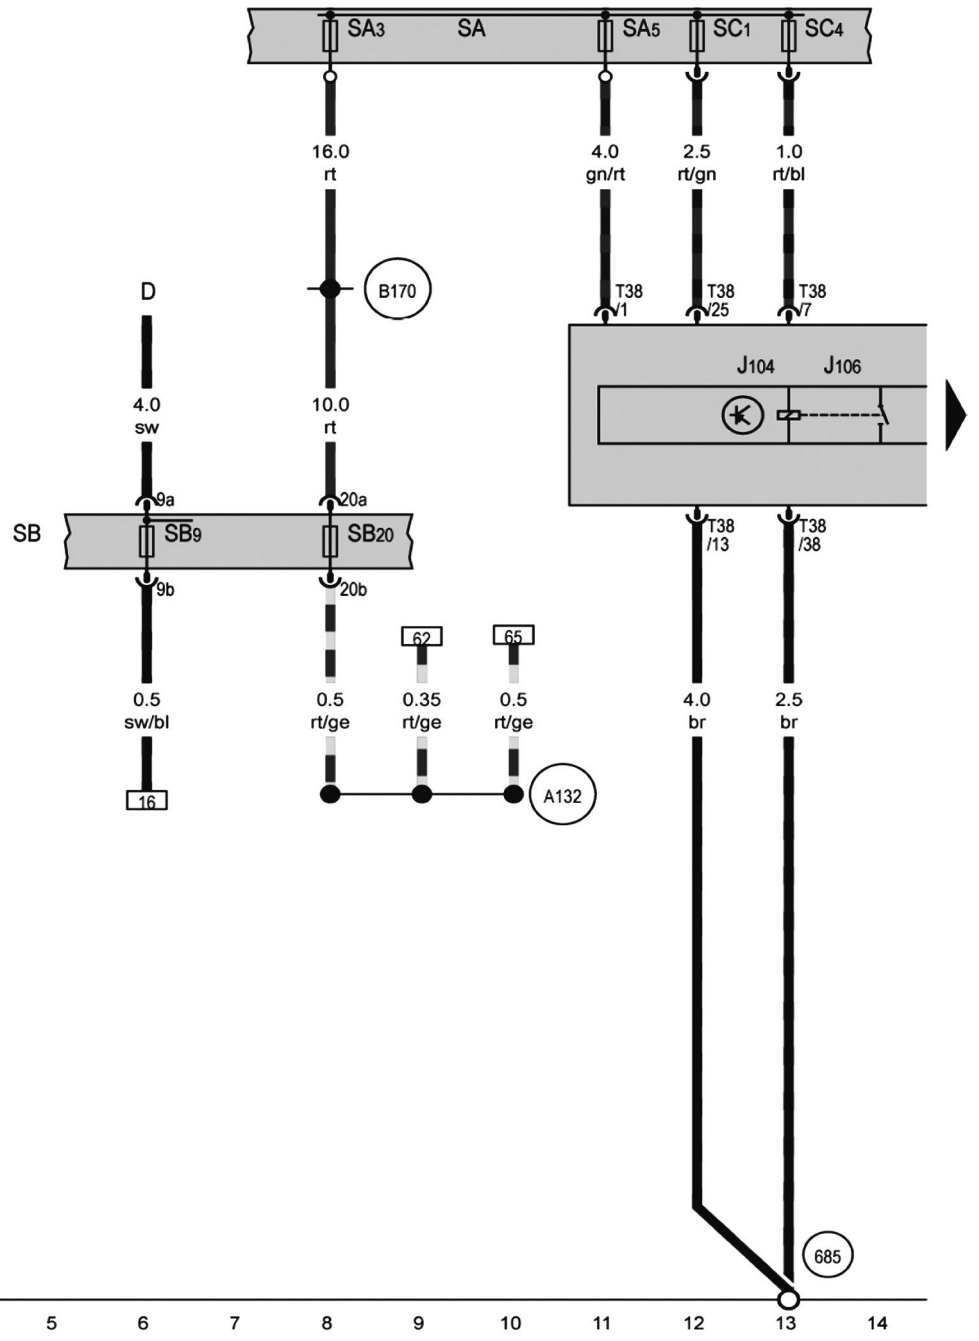 SA3 SA SA5 SC1 SC4
16.0 4.0 2.5 1.0
rt gn/rt rt/gn rt/bl
D B170 T38 T38 T38
/1 /25 /7
J104 J106
4.0 10.0
sw rt
9a 20a
SB SB9 SB20 T38 T38
/13 /38
9b 20b
62 65
0.5 0.5 0.35 0.5 4.0 2.5
sw/bl rt/ge rt/ge rt/ge br br
16 A132
685
5 6 7 8 9 10 11 12 13 14